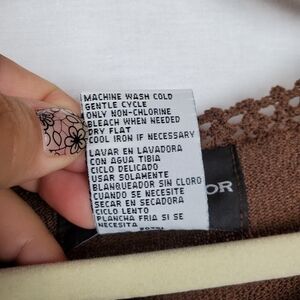 MACHINE WASH COLD
GENTLE CYCLE
ONLY NON-CHLORINE
BLEACH WHEN NEEDED
DRY FLAT
COOL IRON IF NECESSARY
LAVAR EN LAVADORA
CON AGUA TIBIA
CICLO DELICADO
USAR SOLAMENTE
BLANQUEADOR SIN CLORO
CUANDO SE NECESITE
SECAR EN SECADORA
CICLO LENTO
PLANCHA FRIA SI SE
NECESITA
OR